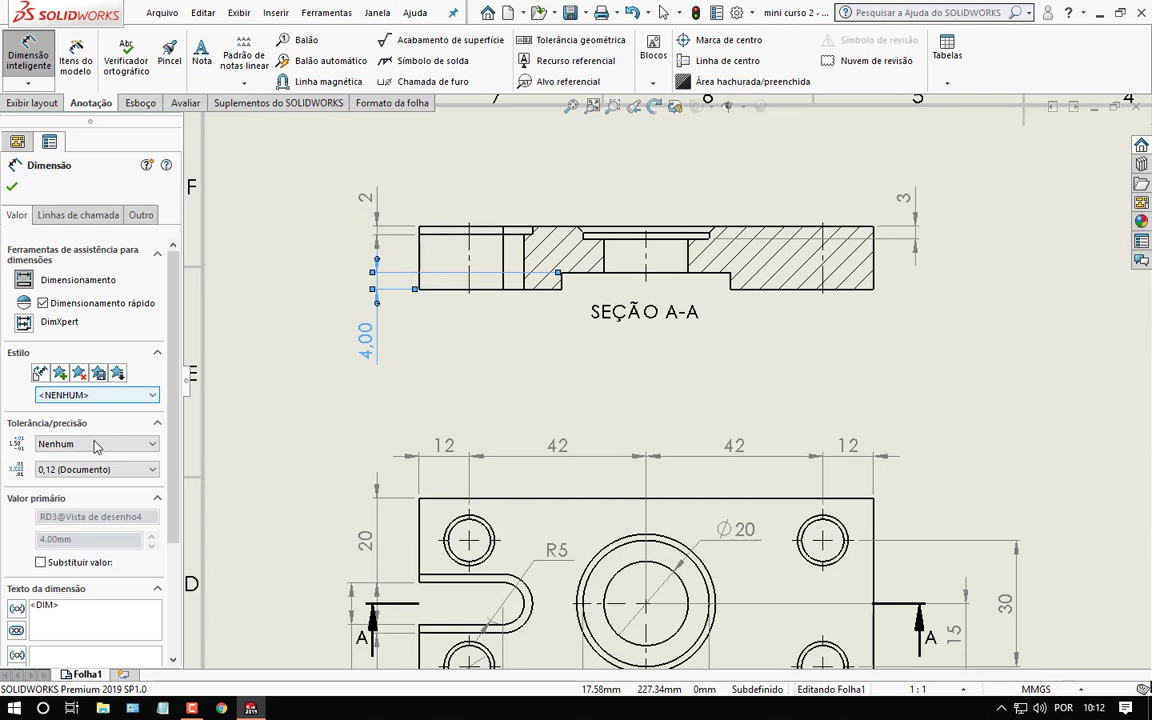 SOLIDWORKS
Arquivo Editar Exibir Inserir Ferramentas Janela Ajuda
mini curso 2 -...
Pesquisar a Ajuda do SOLIDWORKS
Dimensão inteligente
Itens do modelo
Verificador ortográfico
Pincel
Nota
Padrão de notas linear
Balão
Balão automático
Linha magnética
Acabamento de superfície
Símbolo de solda
Chamada de furo
Tolerância geométrica
Recurso referencial
Alvo referencial
Blocos
Marca de centro
Linha de centro
Área hachurada/preenchida
Símbolo de revisão
Nuvem de revisão
Tabelas
Exibir layout Anotação Esboço Avaliar Suplementos do SOLIDWORKS Formato da folha
Dimensão
Valor Linhas de chamada Outro
Ferramentas de assistência para
dimensões
Dimensionamento
Dimensionamento rápido
DimXpert
Estilo
<NENHUM>
Tolerância/precisão
Nenhum
0,12 (Documento)
Valor primário
RD3@Vista de desenho4
4.00mm
Substituir valor:
Texto da dimensão
<DIM>
7 6 5 4
F
E
D
2
3
4,00
SEÇÃO A-A
12 42 42 12
20
R5
Ø20
30
15
A
A
Folha1
SOLIDWORKS Premium 2019 SP1.0
17.58mm 227.34mm 0mm Subdefinido Editando Folha1 1 : 1 MMGS
POR 10:12